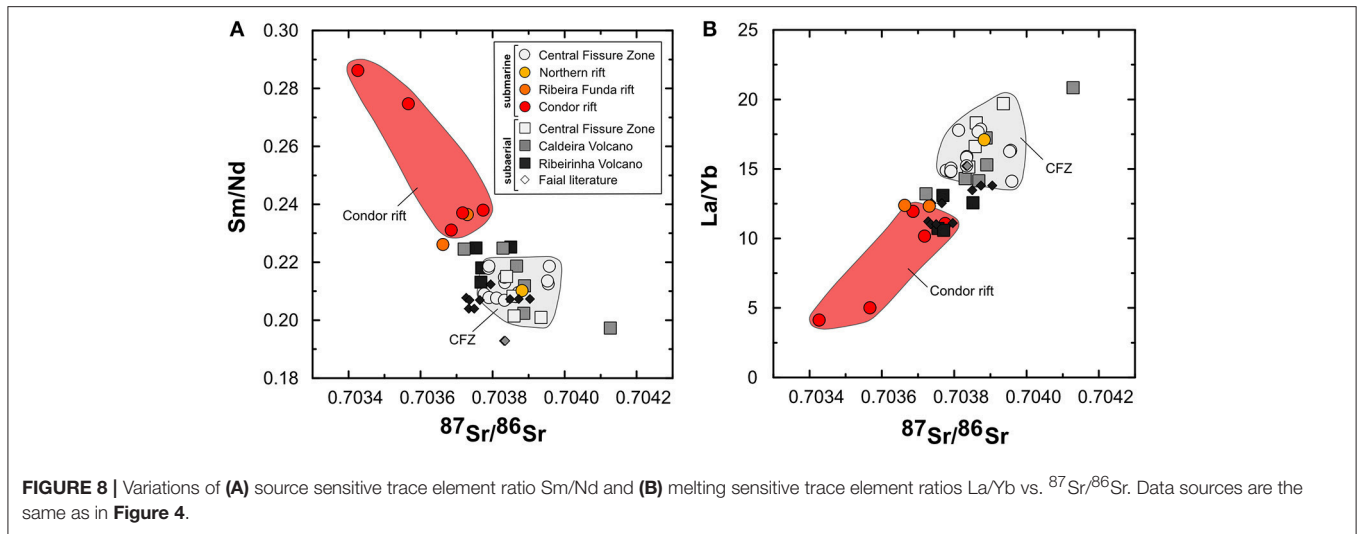 A
0.30
0.28
0.26
0.24
0.22
0.20
0.18
Sm/Nd
0.7034 0.7036 0.7038 0.704 0.7042
87Sr/86Sr
submarine
Central Fissure Zone
Northern rift
Ribeira Funda rift
Condor rift
subaerial
Central Fissure Zone
Caldeira Volcano
Ribeirinha Volcano
Faial literature
Condor rift
CFZ
B
25
20
15
10
5
0
La/Yb
0.7034 0.7036 0.7038 0.704 0.7042
87Sr/86Sr
CFZ
Condor rift
FIGURE 8 | Variations of (A) source sensitive trace element ratio Sm/Nd and (B) melting sensitive trace element ratios La/Yb vs. 87Sr/86Sr. Data sources are the
same as in Figure 4.